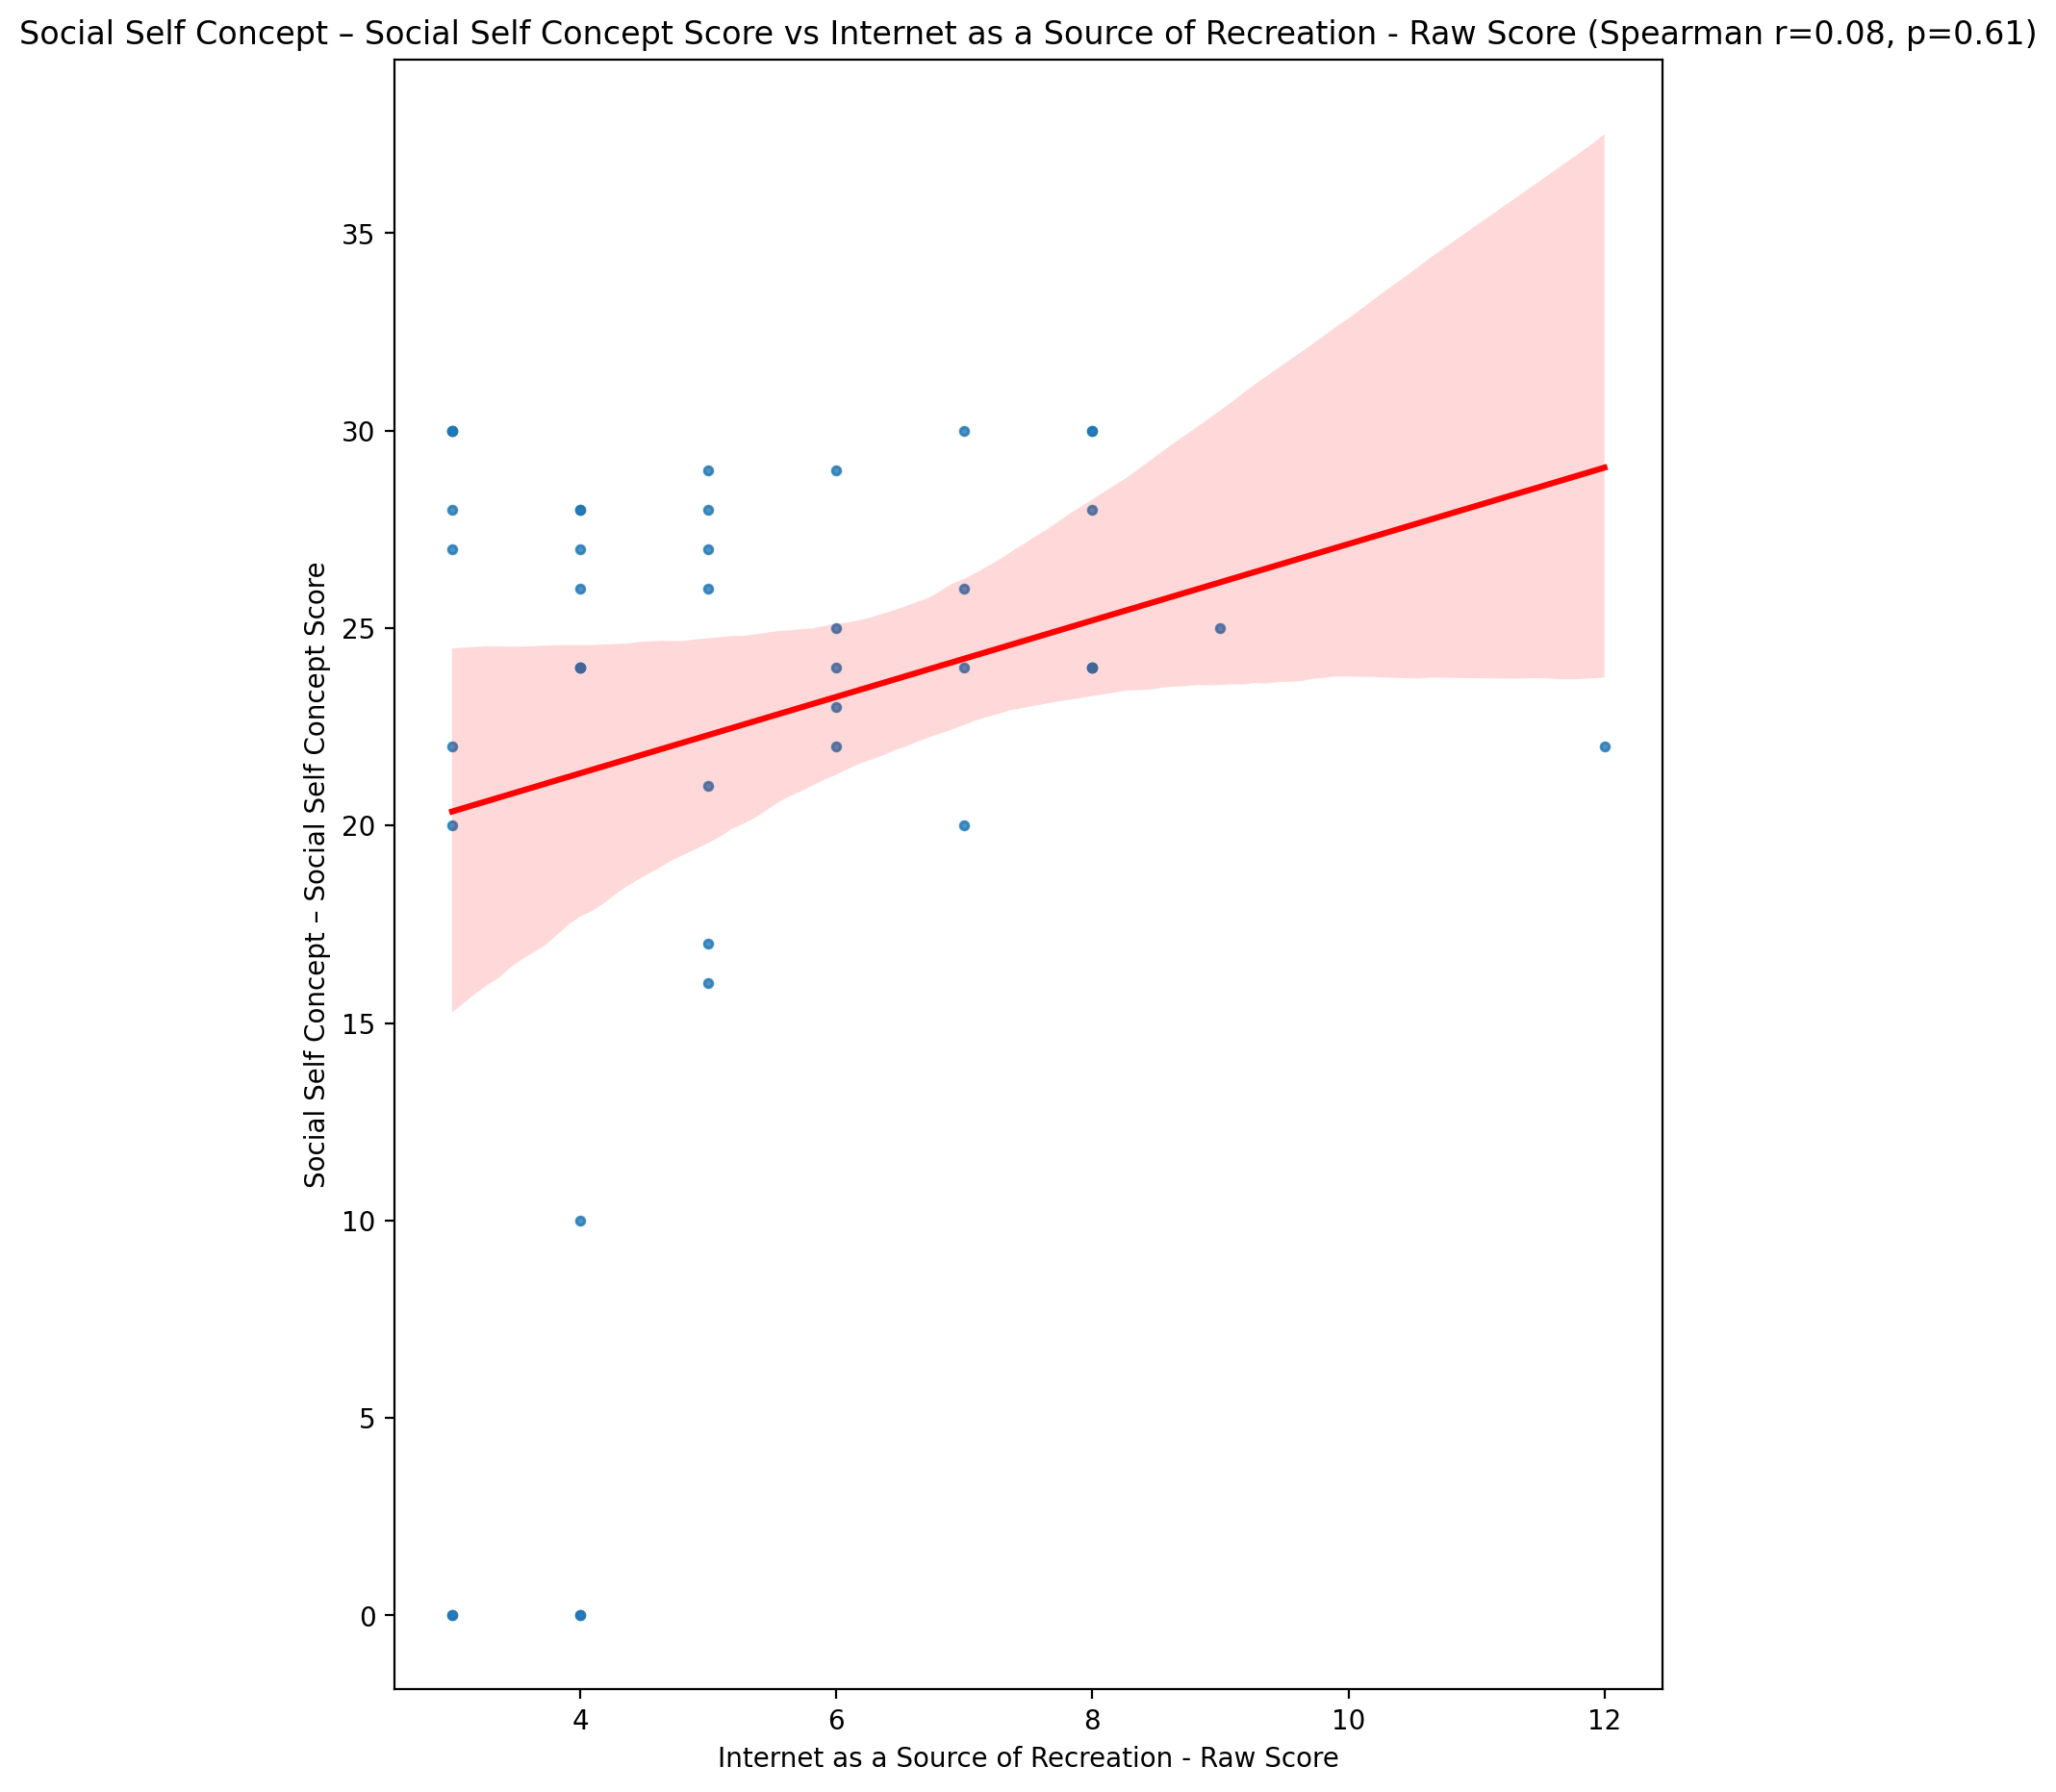 Social Self Concept – Social Self Concept Score vs Internet as a Source of Recreation - Raw Score (Spearman r=0.08, p=0.61)
Social Self Concept – Social Self Concept Score
35
30
25
20
15
10
5
0
4 6 8 10 12
Internet as a Source of Recreation - Raw Score